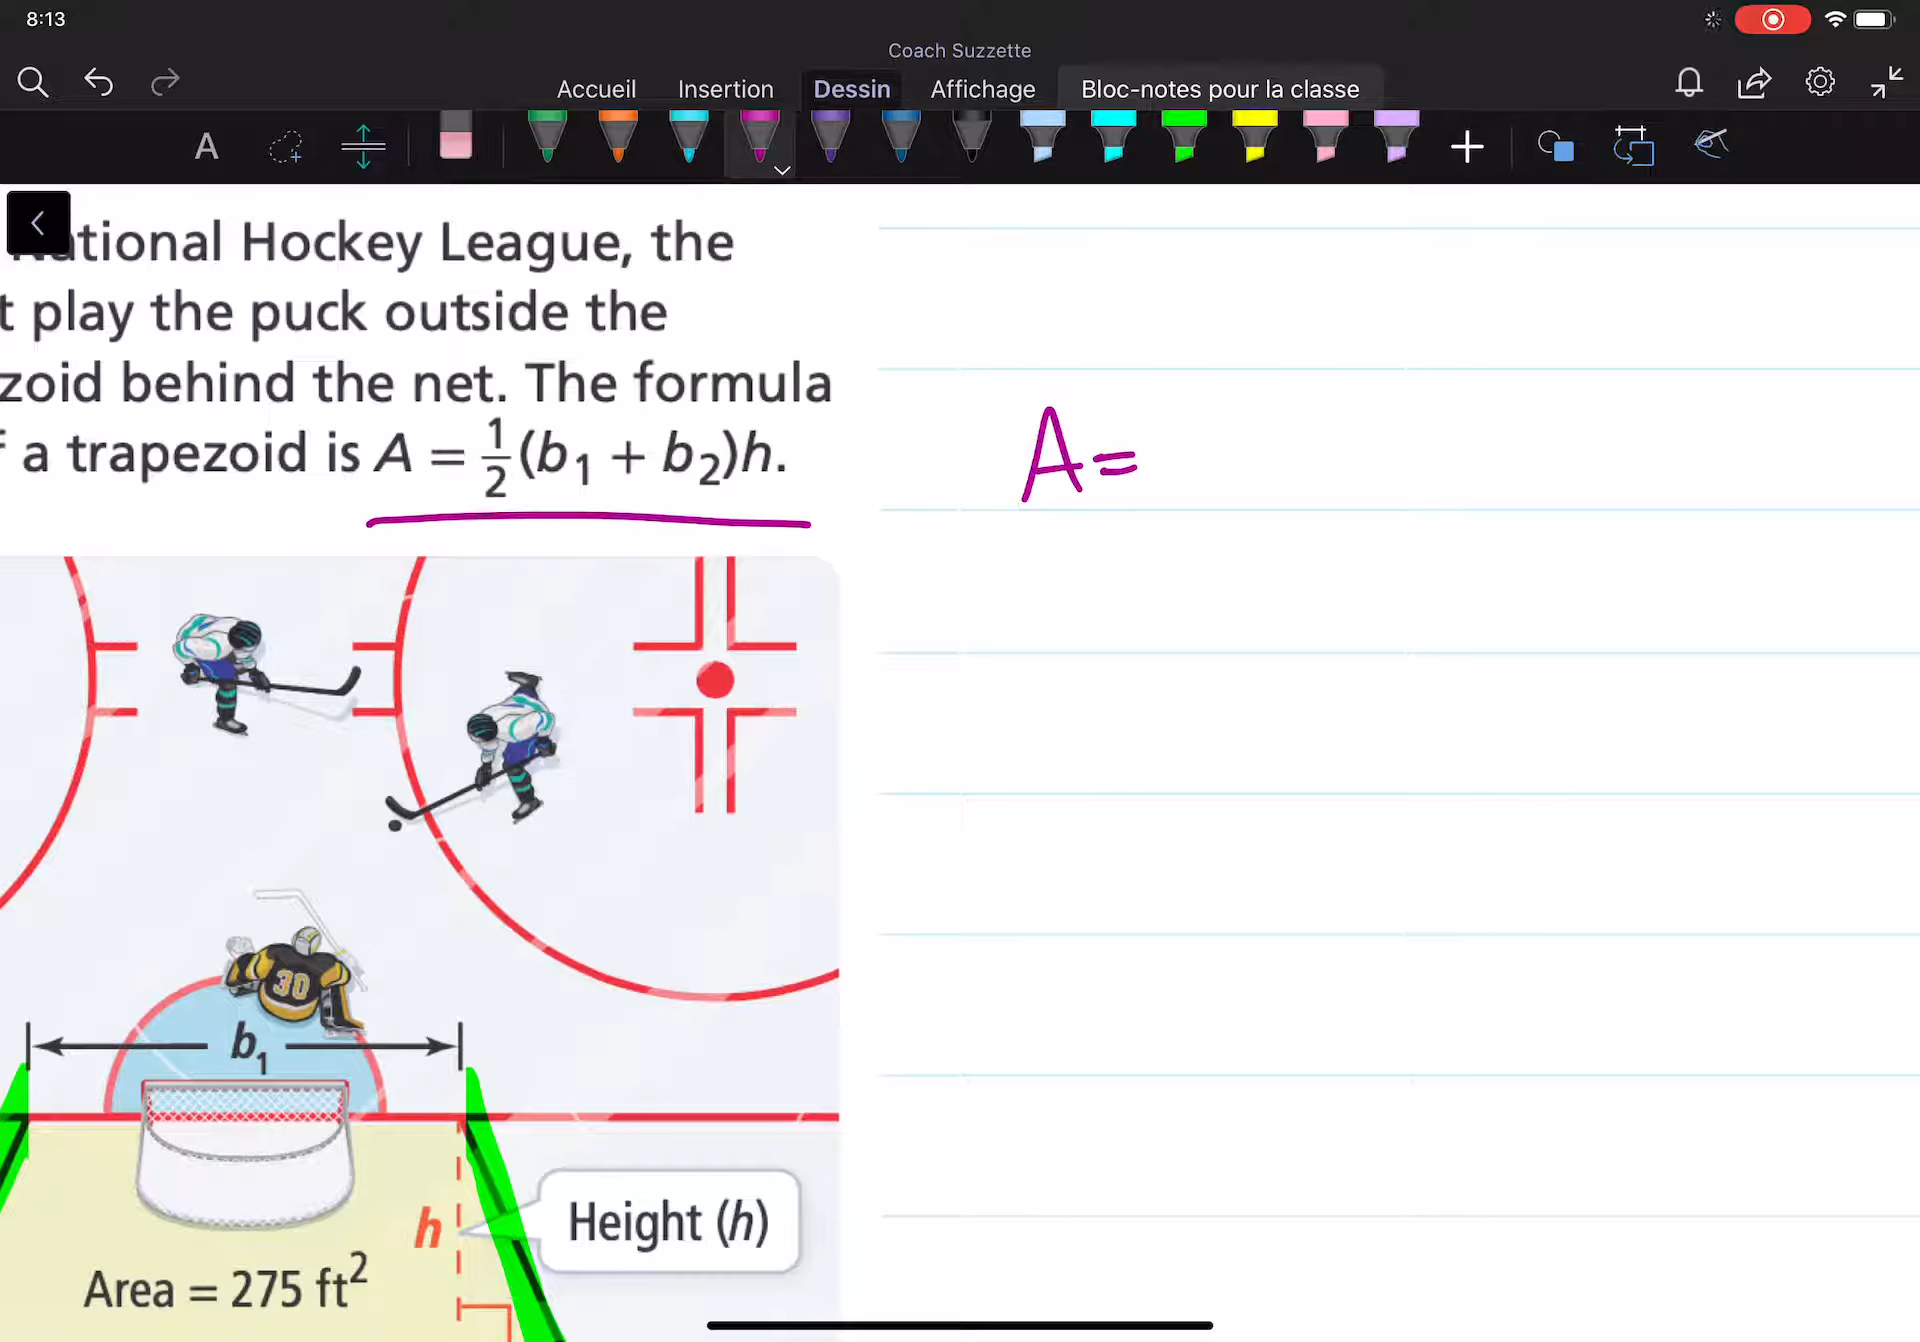 8:13
Coach Suzzette
Accueil Insertion Dessin Affichage Bloc-notes pour la classe
A
National Hockey League, the
t play the puck outside the
zoid behind the net. The formula
f a trapezoid is A = 1/2(b₁ + b₂)h.
A=
30
b₁
h
Height (h)
Area = 275 ft²